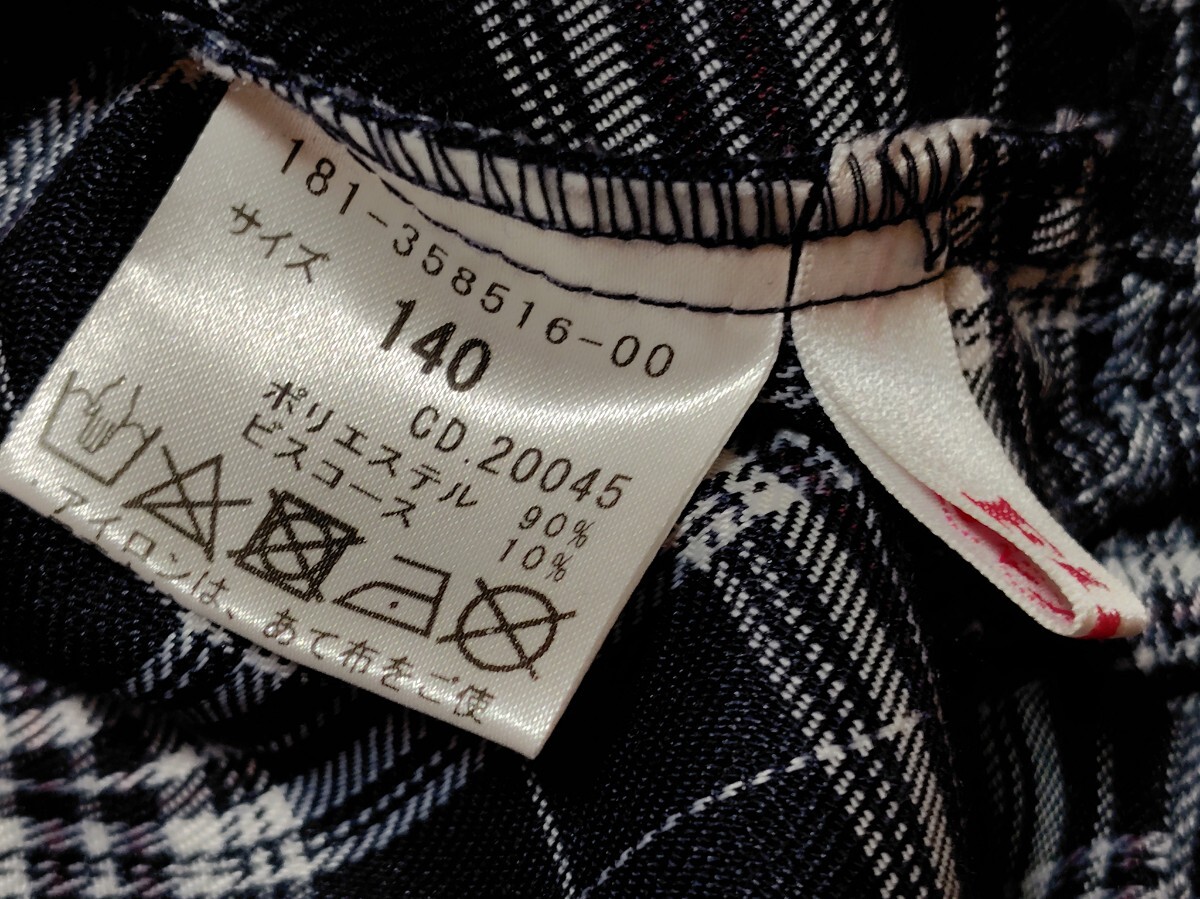 181-358516-00
サイズ
140
CD.20045
ポリエステル 90%
ビスコース 10%
アイロンは、あて布をご使